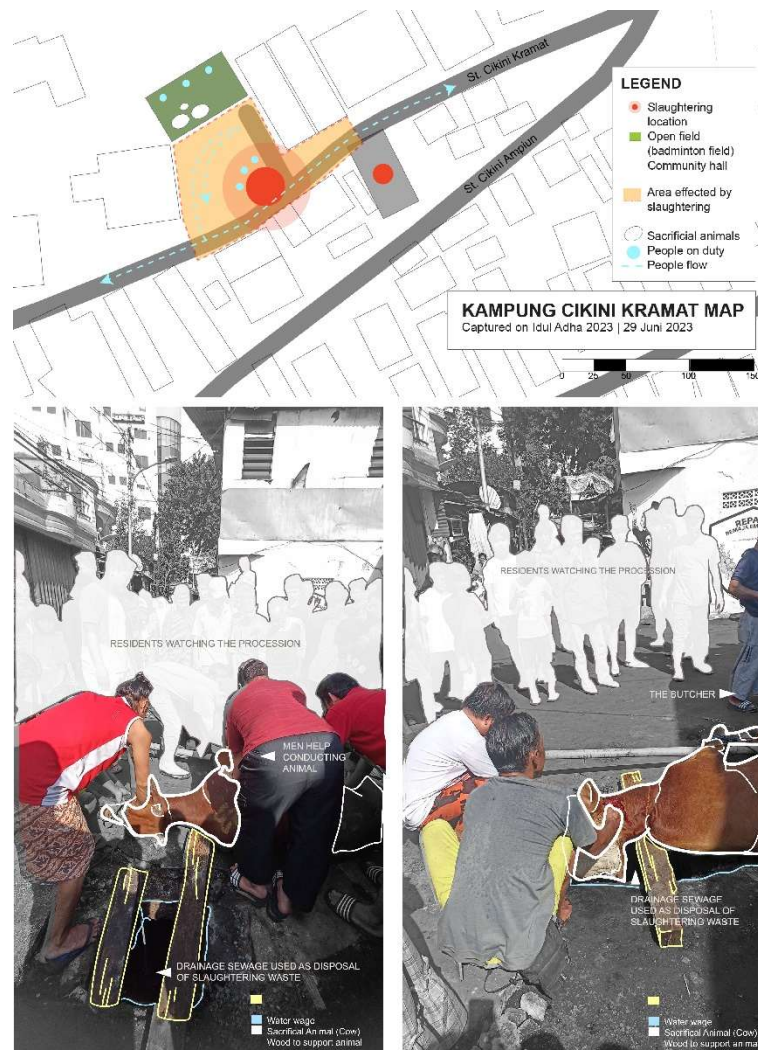 St. Cikini Kramat
St. Cikini Ampiun
LEGEND
Slaughtering
location
Open field
(badminton field)
Community hall
Area effected by
slaughtering
Sacrificial animals
People on duty
People flow
KAMPUNG CIKINI KRAMAT MAP
Captured on Idul Adha 2023 | 29 Juni 2023
0 25 50 100 150
RESIDENTS WATCHING THE PROCESSION
MEN HELP
CONDUCTING
ANIMAL
DRAINAGE SEWAGE USED AS DISPOSAL
OF SLAUGHTERING WASTE
Water wage
Sacrifical Animal (Cow)
Wood to support animal
REPA
RESIDENTS WATCHING THE PROCESSION
THE BUTCHER
DRAINAGE SEWAGE
USED AS DISPOSAL OF
SLAUGHTERING WASTE
Water wage
Sacrifical Animal (Cow)
Wood to support animal